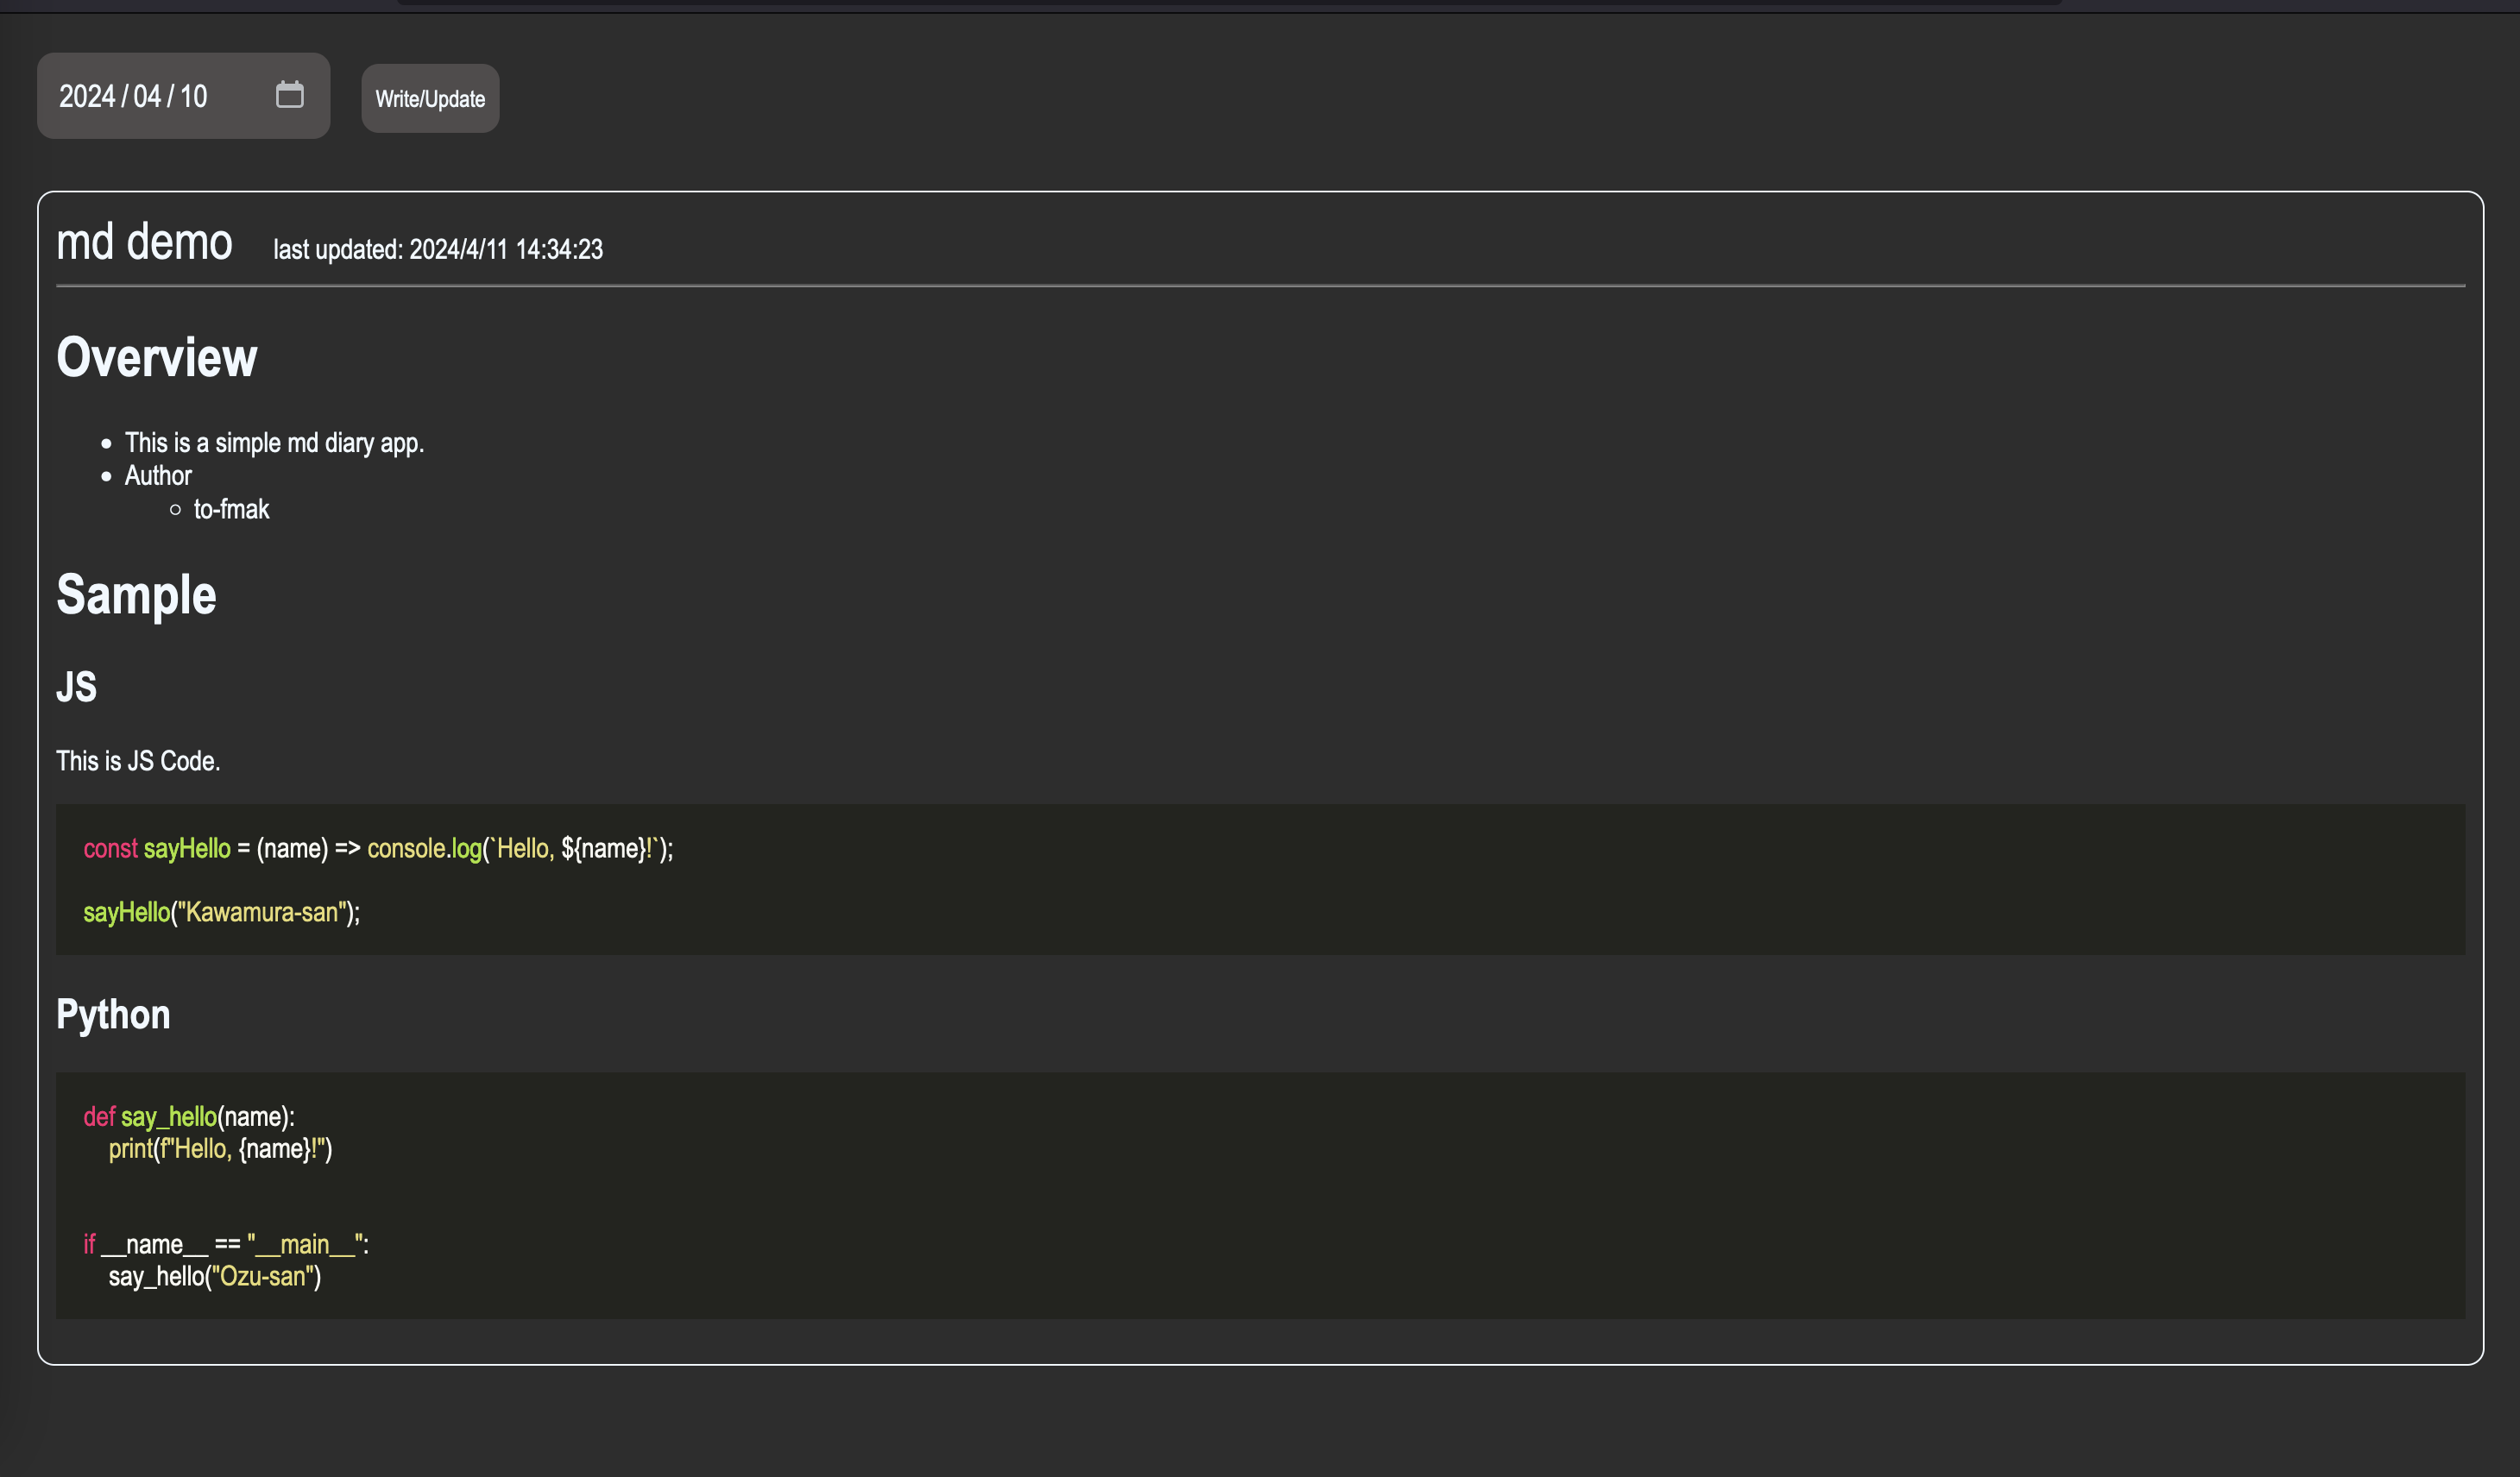 2024 / 04 / 10
Write/Update
md demo last updated: 2024/4/11 14:34:23
Overview
This is a simple md diary app.
Author
to-fmak
Sample
JS
This is JS Code.
const sayHello = (name) => console.log(`Hello, ${name}!`);
sayHello("Kawamura-san");
Python
def say_hello(name):
    print(f"Hello, {name}!")
if __name__ == "__main__":
    say_hello("Ozu-san")